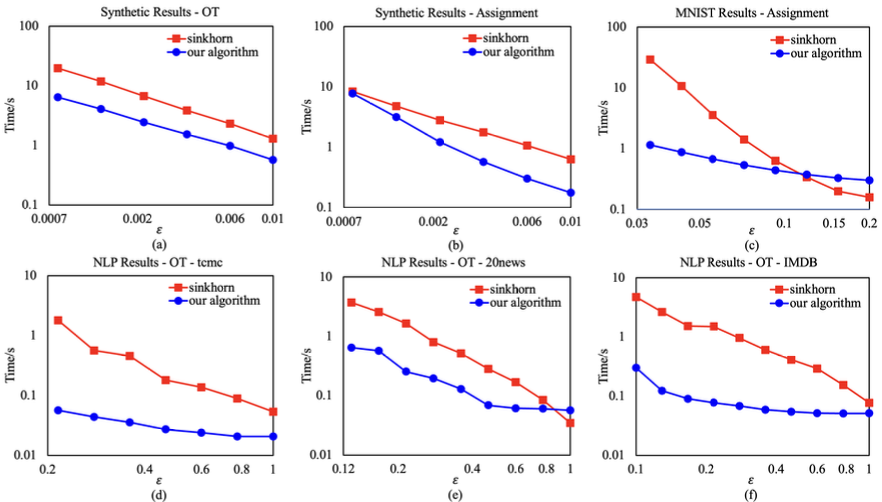 Synthetic Results - OT
100
10
1
0.1
Time/s
sinkhorn
our algorithm
0.0007
0.002
0.006
0.01
ε
(a)
Synthetic Results - Assignment
100
10
1
0.1
Time/s
sinkhorn
our algorithm
0.0007
0.002
0.006
0.01
ε
(b)
MNIST Results - Assignment
100
10
1
0.1
Time/s
sinkhorn
our algorithm
0.03
0.05
0.1
0.15
0.2
ε
(c)
NLP Results - OT - tcmc
10
1
0.1
0.01
Time/s
sinkhorn
our algorithm
0.2
0.4
0.6
0.8
1
ε
(d)
NLP Results - OT - 20news
10
1
0.1
0.01
Time/s
sinkhorn
our algorithm
0.12
0.2
0.4
0.6
0.8
1
ε
(e)
NLP Results - OT - IMDB
10
1
0.1
0.01
Time/s
sinkhorn
our algorithm
0.1
0.2
0.4
0.6
0.8
1
ε
(f)